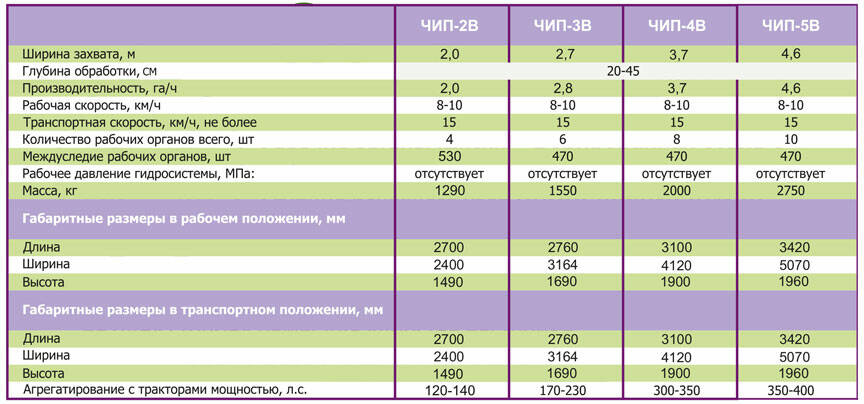 ЧИП-2В ЧИП-3В ЧИП-4В ЧИП-5В
Ширина захвата, м 2,0 2,7 3,7 4,6
Глубина обработки, см 20-45
Производительность, га/ч 2,0 2,8 3,7 4,6
Рабочая скорость, км/ч 8-10 8-10 8-10 8-10
Транспортная скорость, км/ч, не более 15 15 15 15
Количество рабочих органов всего, шт 4 6 8 10
Междуследие рабочих органов, шт 530 470 470 470
Рабочее давление гидросистемы, МПа: отсутствует отсутствует отсутствует отсутствует
Масса, кг 1290 1550 2000 2750
Габаритные размеры в рабочем положении, мм
Длина 2700 2760 3100 3420
Ширина 2400 3164 4120 5070
Высота 1490 1690 1900 1960
Габаритные размеры в транспортном положении, мм
Длина 2700 2760 3100 3420
Ширина 2400 3164 4120 5070
Высота 1490 1690 1900 1960
Агрегатирование с тракторами мощностью, л.с. 120-140 170-230 300-350 350-400